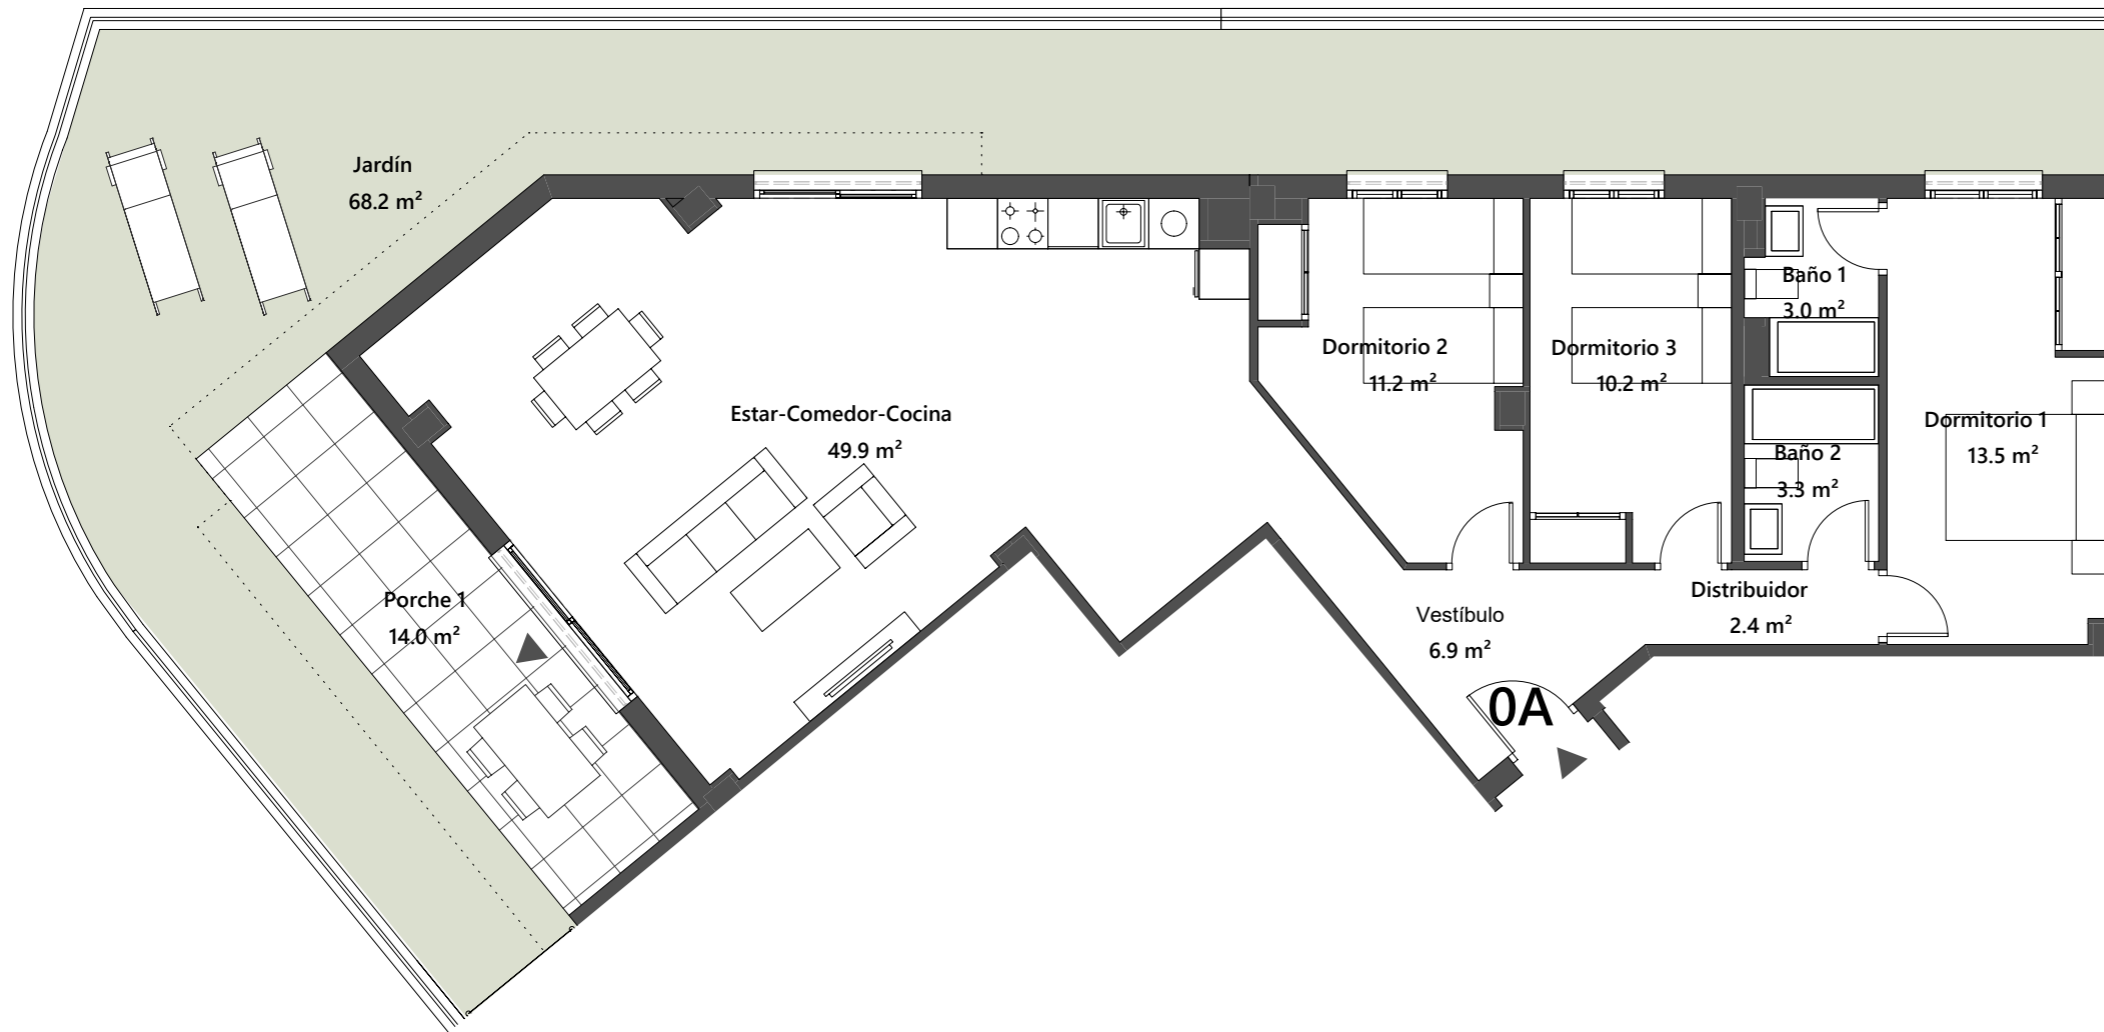 Jardín
68.2 m²
Estar-Comedor-Cocina
49.9 m²
Porche 1
14.0 m²
Dormitorio 2
11.2 m²
Dormitorio 3
10.2 m²
Baño 1
3.0 m²
Baño 2
3.3 m²
Dormitorio 1
13.5 m²
Distribuidor
2.4 m²
Vestíbulo
6.9 m²
0A